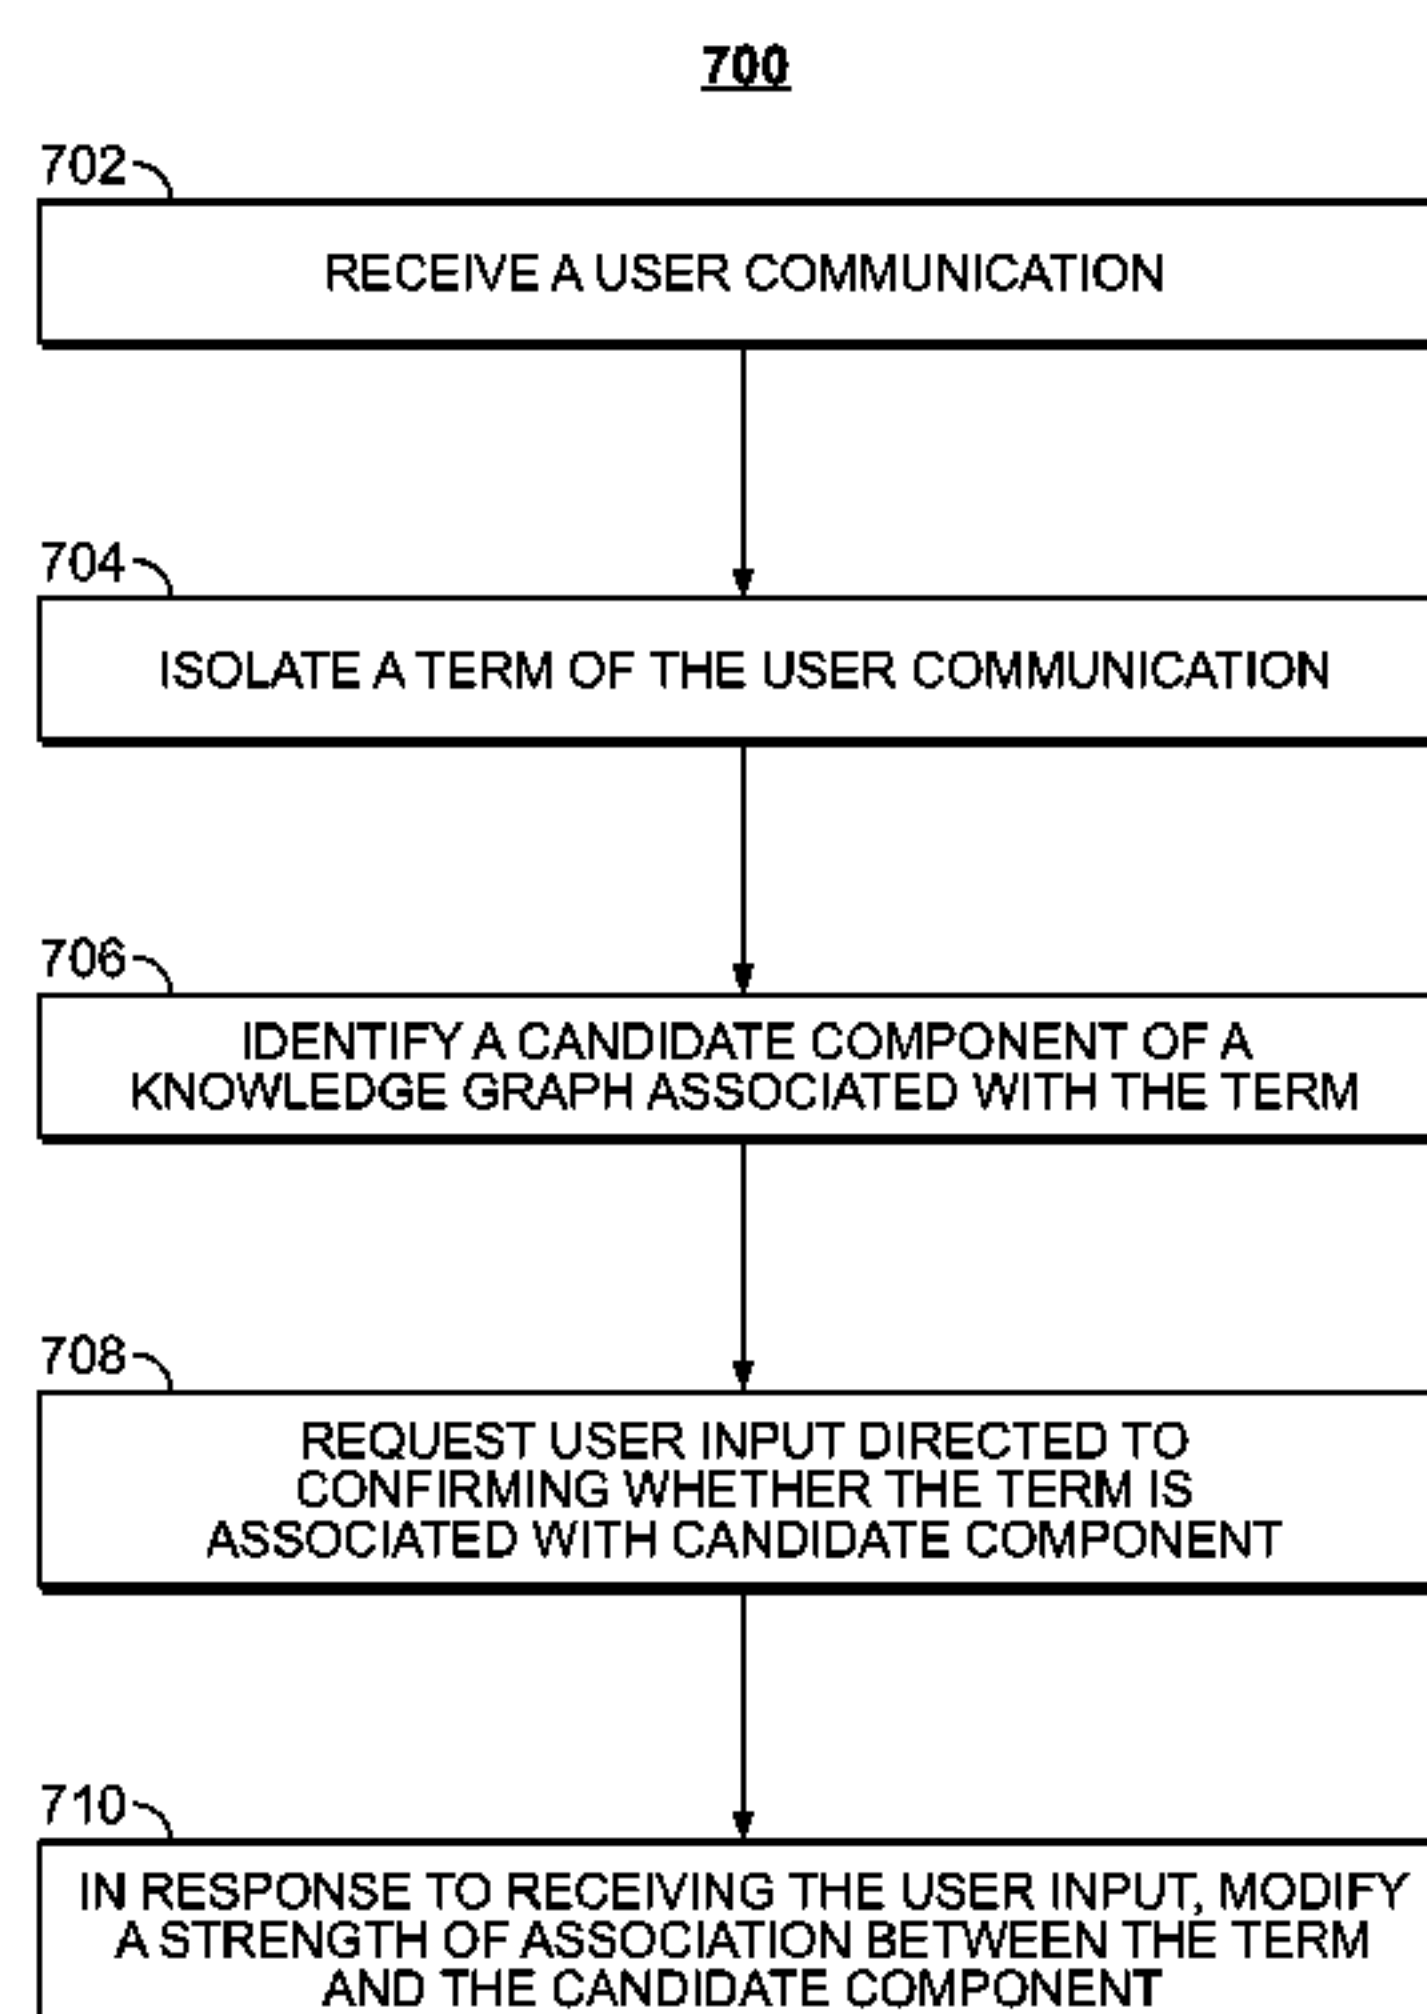 700
702
RECEIVE A USER COMMUNICATION
704
ISOLATE A TERM OF THE USER COMMUNICATION
706
IDENTIFY A CANDIDATE COMPONENT OF A
KNOWLEDGE GRAPH ASSOCIATED WITH THE TERM
708
REQUEST USER INPUT DIRECTED TO
CONFIRMING WHETHER THE TERM IS
ASSOCIATED WITH CANDIDATE COMPONENT
710
IN RESPONSE TO RECEIVING THE USER INPUT, MODIFY
A STRENGTH OF ASSOCIATION BETWEEN THE TERM
AND THE CANDIDATE COMPONENT